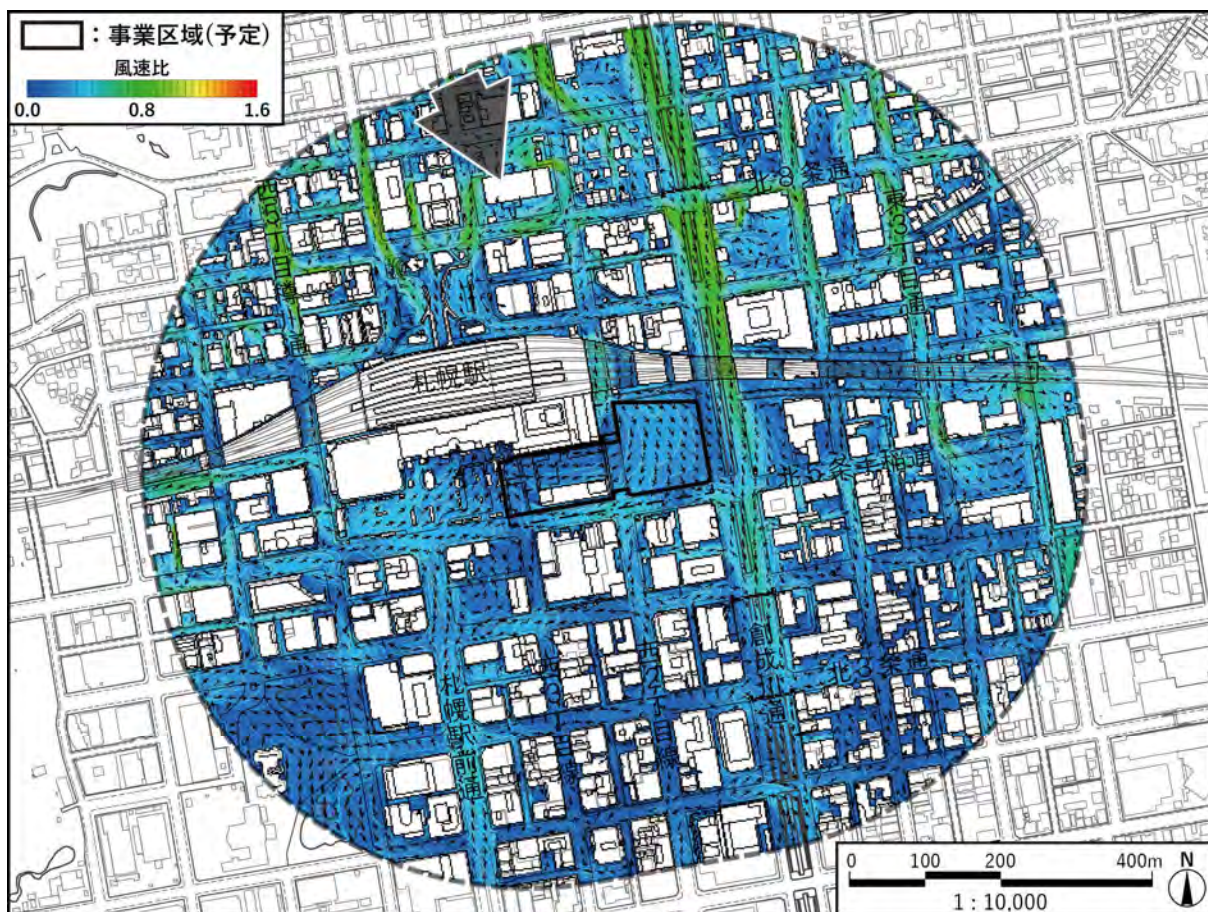 ：事業区域(予定)
風速比
0.0
0.8
1.6
風向
北8条通
西5丁目通
東3丁目通
札幌駅
北5条手稲通
創成川通
北3条通
札幌駅前通
西3丁目線
西2丁目線
0 100 200 400m
1：10,000
N